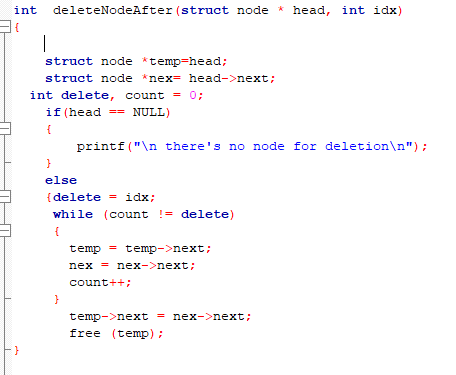 int  deleteNodeAfter(struct node * head, int idx)
{
    struct node *temp=head;
    struct node *nex= head->next;
  int delete, count = 0;
    if(head == NULL)
    {
        printf("\n there's no node for deletion\n");
    }
    else
    {delete = idx;
     while (count != delete)
     {
       temp = temp->next;
       nex = nex->next;
       count++;
     }
       temp->next = nex->next;
       free (temp);
}